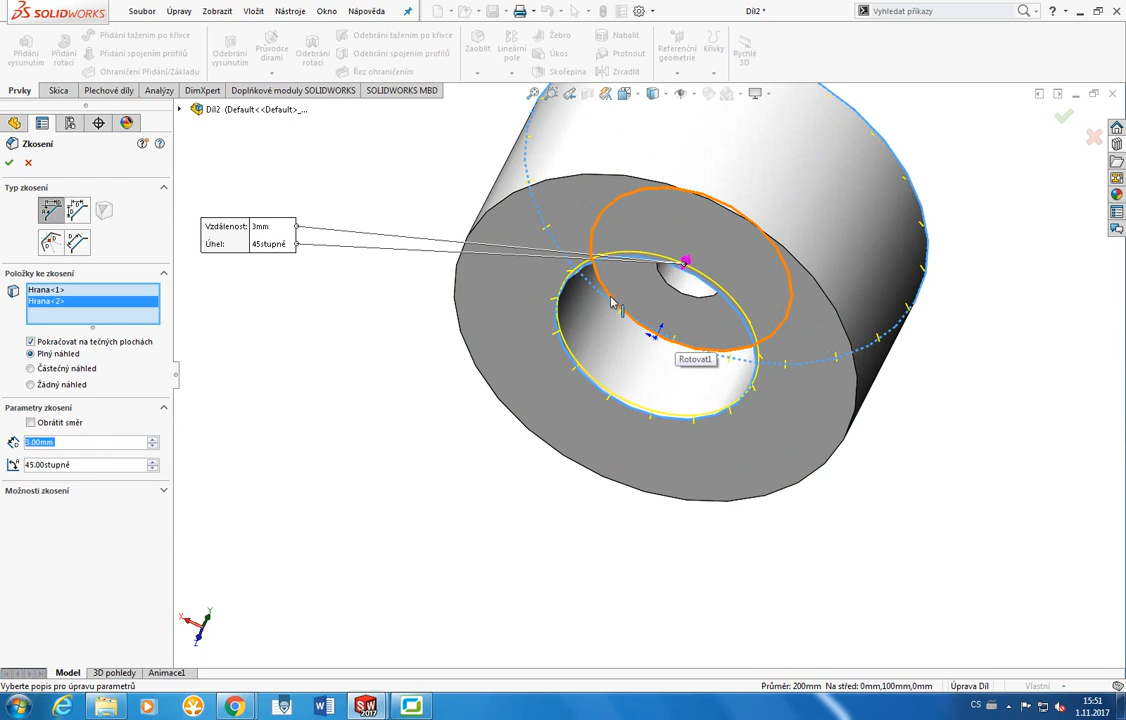 SOLIDWORKS Soubor Úpravy Zobrazit Vložit Nástroje Okno Nápověda Díl2 * Vyhledat příkazy
Přidání vysunutím
Přidání rotací
Přidání tažením po křivce
Přidání spojením profilů
Ohraničení Přidání/Základu
Odebrání vysunutím
Průvodce dírami
Odebrání rotací
Odebrání tažením po křivce
Odebrání spojením profilů
Řez ohraničením
Zaoblit
Lineární pole
Žebro
Úkos
Skořepina
Nabalit
Protnout
Zrcadlit
Referenční geometrie
Křivky
Rychlé 3D
Prvky Skica Plechové díly Analýzy DimXpert Doplňkové moduly SOLIDWORKS SOLIDWORKS MBD
Díl2 (Default<<Default>_...
Zkosení
Typ zkosení
Položky ke zkosení
Hrana<1>
Hrana<2>
Pokračovat na tečných plochách
Plný náhled
Částečný náhled
Žádný náhled
Parametry zkosení
Obrátit směr
3.00mm
45.00stupně
Možnosti zkosení
Vzdálenost: 3mm
Úhel: 45stupně
Rotovat1
X Y Z
Model 3D pohledy Animace1
Vyberte popis pro úpravu parametrů Průměr: 200mm Na střed: 0mm,100mm,0mm Úprava Díl Vlastní
CS 15:51
1.11.2017